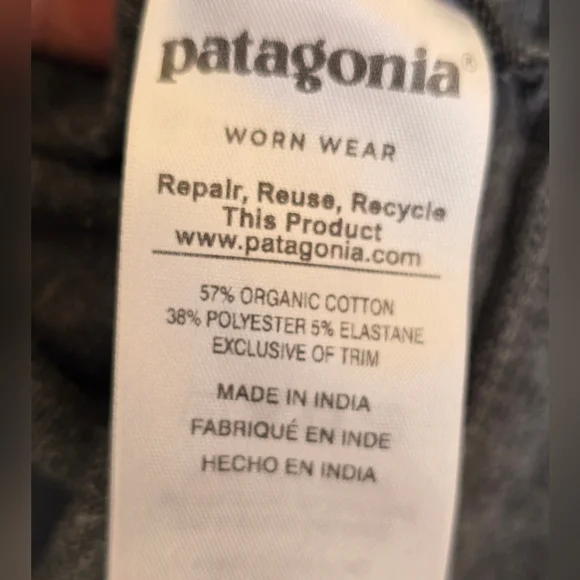 patagonia®
WORN WEAR
Repair, Reuse, Recycle
This Product
www.patagonia.com
57% ORGANIC COTTON
38% POLYESTER 5% ELASTANE
EXCLUSIVE OF TRIM
MADE IN INDIA
FABRIQUÉ EN INDE
HECHO EN INDIA